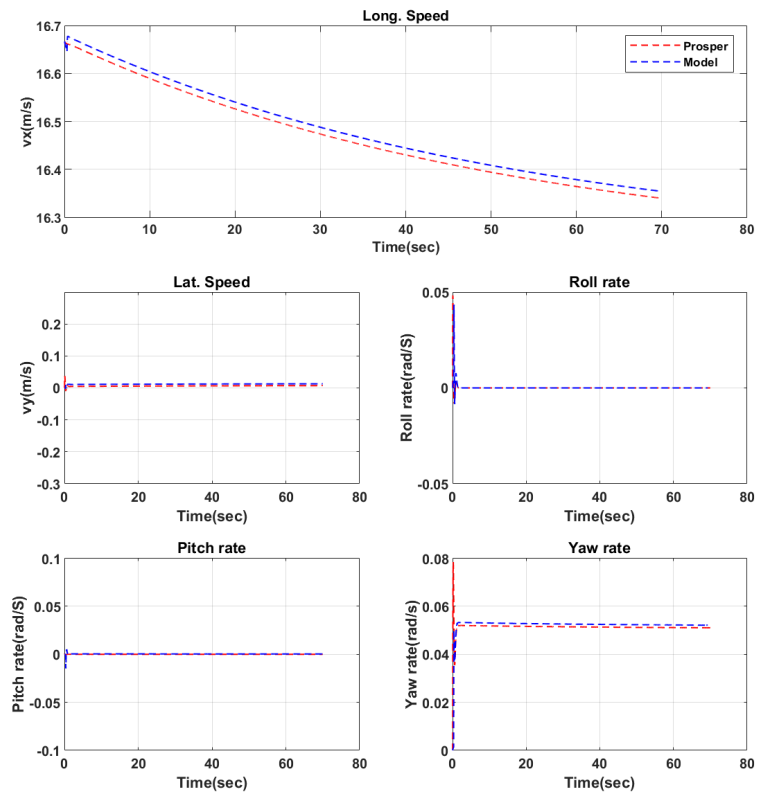 Long. Speed
16.7
16.6
16.5
16.4
16.3
vx(m/s)
Prosper
Model
0 10 20 30 40 50 60 70 80
Time(sec)
Lat. Speed
0.2
0.1
0
-0.1
-0.2
-0.3
vy(m/s)
0 20 40 60 80
Time(sec)
Roll rate
0.05
0
-0.05
Roll rate(rad/S)
0 20 40 60 80
Time(sec)
Pitch rate
0.1
0.05
0
-0.05
-0.1
Pitch rate(rad/S)
0 20 40 60 80
Time(sec)
Yaw rate
0.08
0.06
0.04
0.02
0
Yaw rate(rad/s)
0 20 40 60 80
Time(sec)